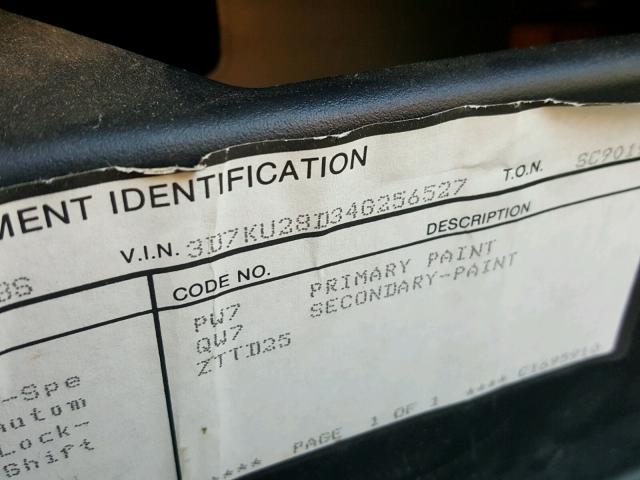 MENT IDENTIFICATION
V.I.N. 3D7KU28D34G256527 T.O.N.
CODE NO. DESCRIPTION
PW7 PRIMARY PAINT
QW7 SECONDARY-PAINT
ZTTD25
-Spe
utom
Lock-
Shift
**** PAGE 1 OF 1 **** C1695910